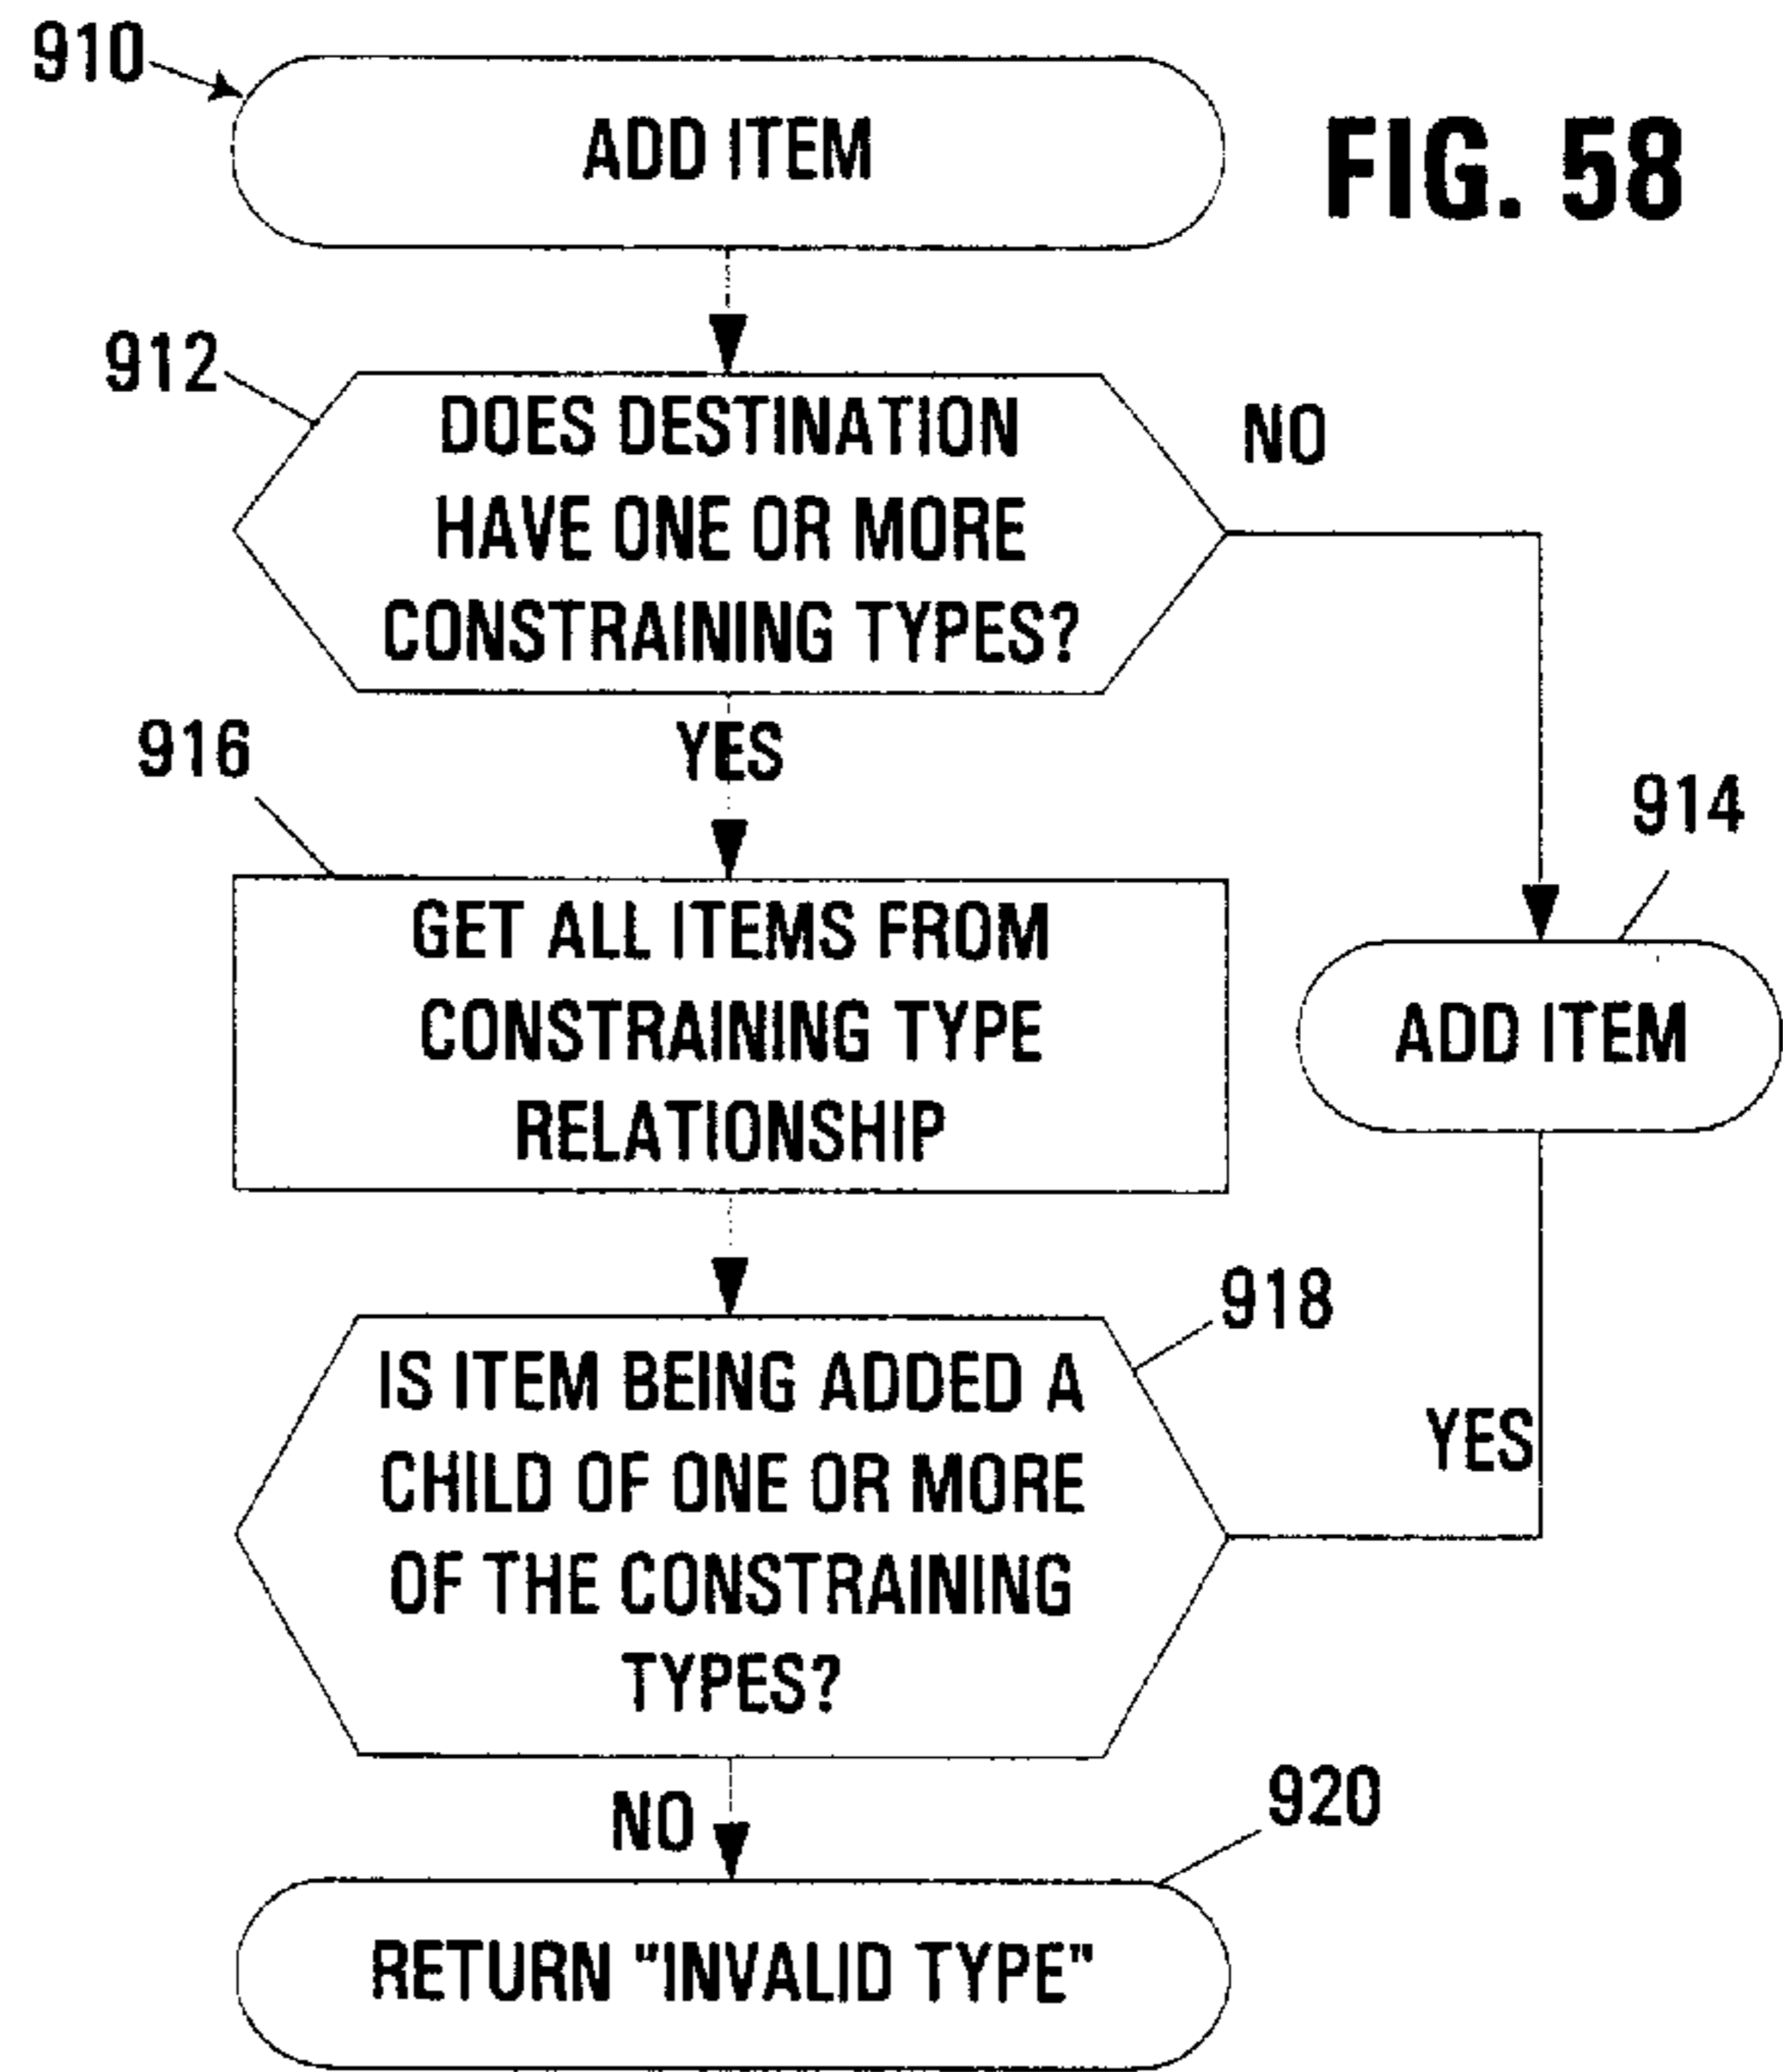 910
ADD ITEM
FIG. 58
912
DOES DESTINATION
HAVE ONE OR MORE
CONSTRAINING TYPES?
NO
YES
916
914
GET ALL ITEMS FROM
CONSTRAINING TYPE
RELATIONSHIP
ADD ITEM
918
IS ITEM BEING ADDED A
CHILD OF ONE OR MORE
OF THE CONSTRAINING
TYPES?
YES
NO
920
RETURN "INVALID TYPE"